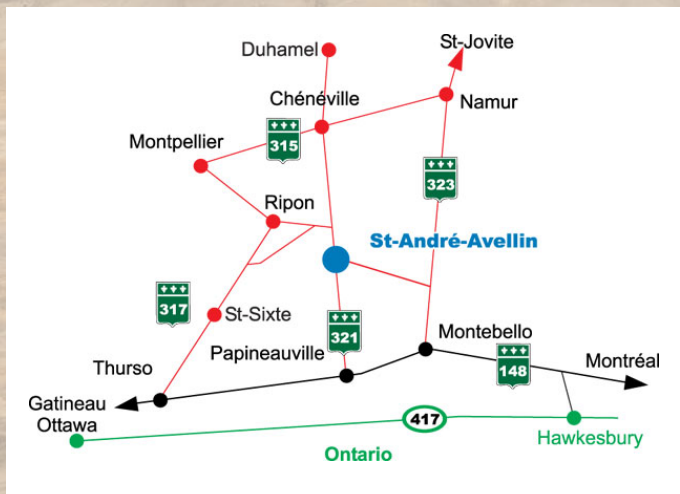 St-Jovite
Duhamel
Chénéville
Namur
Montpellier
315
323
Ripon
St-André-Avellin
317
St-Sixte
321
Montebello
Papineauville
148
Montréal
Thurso
Gatineau
Ottawa
417
Hawkesbury
Ontario